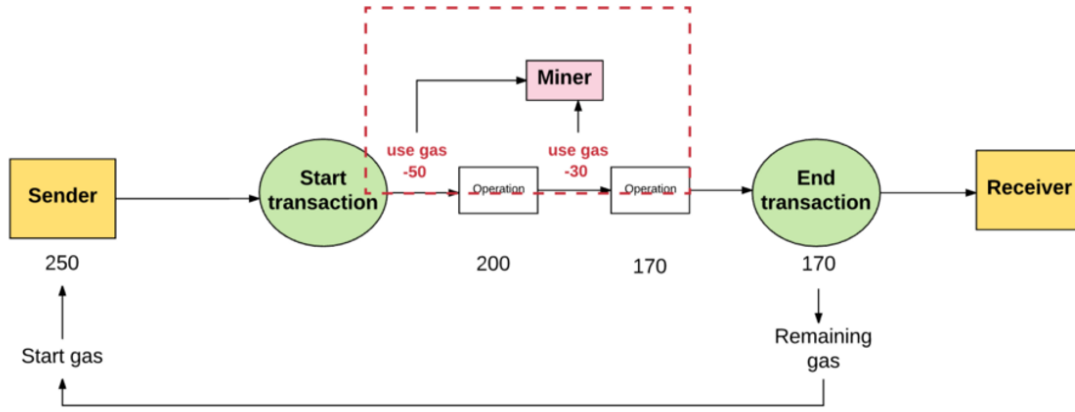 Miner
use gas
-50
use gas
-30
Sender
Start
transaction
Operation
Operation
End
transaction
Receiver
250
200
170
170
Start gas
Remaining
gas